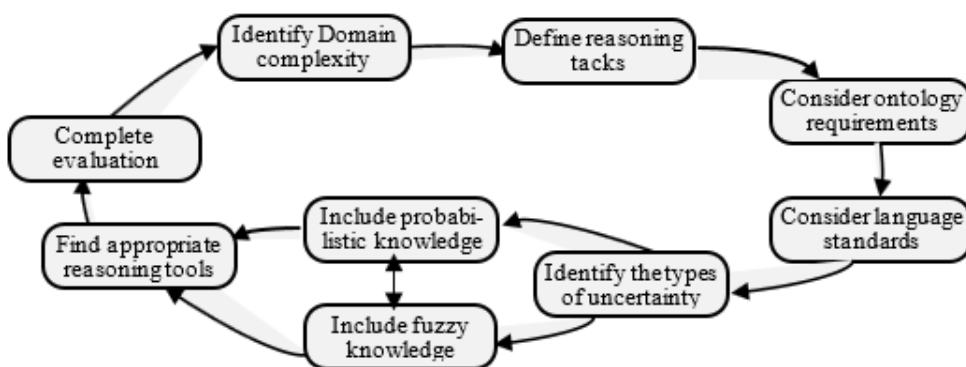 Identify Domain
complexity
Define reasoning
tacks
Consider ontology
requirements
Consider language
standards
Identify the types
of uncertainty
Include probabi-
listic knowledge
Include fuzzy
knowledge
Find appropriate
reasoning tools
Complete
evaluation